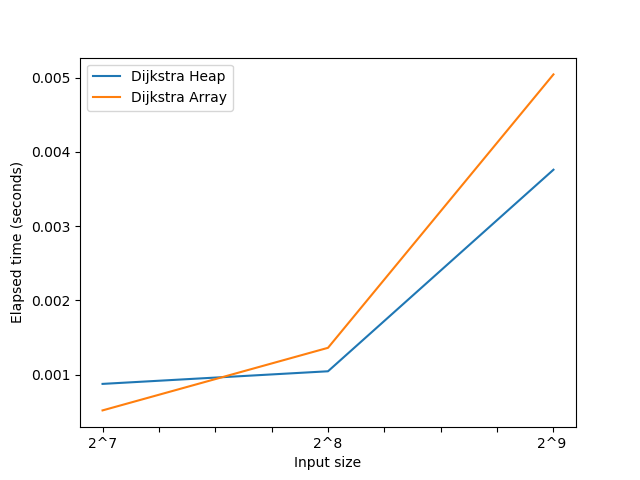 Dijkstra Heap
Dijkstra Array
0.005
0.004
0.003
0.002
0.001
Elapsed time (seconds)
2^7 2^8 2^9
Input size